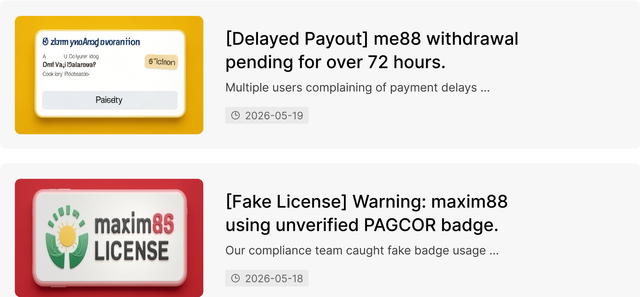 [Delayed Payout] me88 withdrawal
pending for over 72 hours.
Multiple users complaining of payment delays ...
2026-05-19
maxim88
LICENSE
[Fake License] Warning: maxim88
using unverified PAGCOR badge.
Our compliance team caught fake badge usage ...
2026-05-18